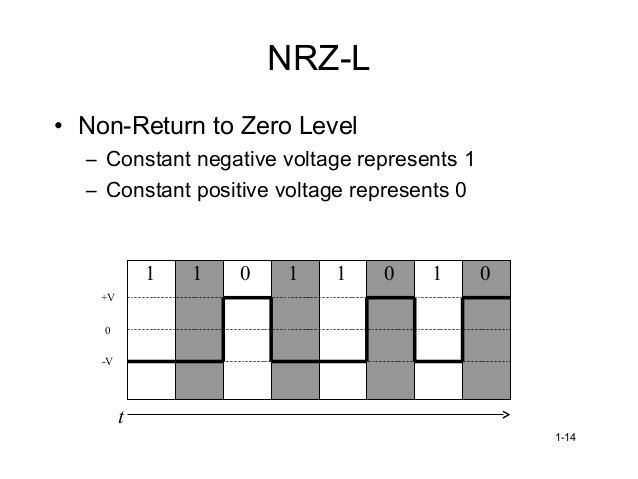 NRZ-L
• Non-Return to Zero Level
– Constant negative voltage represents 1
– Constant positive voltage represents 0
1 1 0 1 1 0 1 0
+V
0
-V
t
1-14